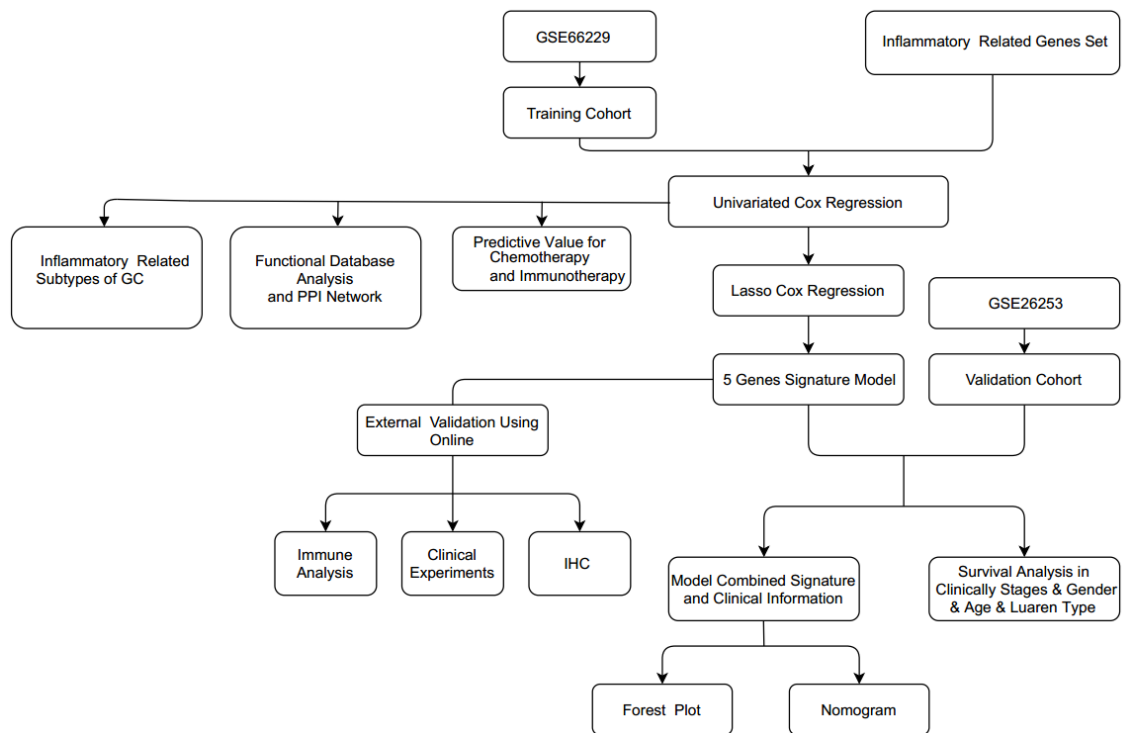 GSE66229
Inflammatory Related Genes Set
Training Cohort
Univariated Cox Regression
Inflammatory Related
Subtypes of GC
Functional Database
Analysis
and PPI Network
Predictive Value for
Chemotherapy
and Immunotherapy
Lasso Cox Regression
GSE26253
5 Genes Signature Model
Validation Cohort
External Validation Using
Online
Immune
Analysis
Clinical
Experiments
IHC
Model Combined Signature
and Clinical Information
Survival Analysis in
Clinically Stages & Gender
& Age & Luaren Type
Forest Plot
Nomogram